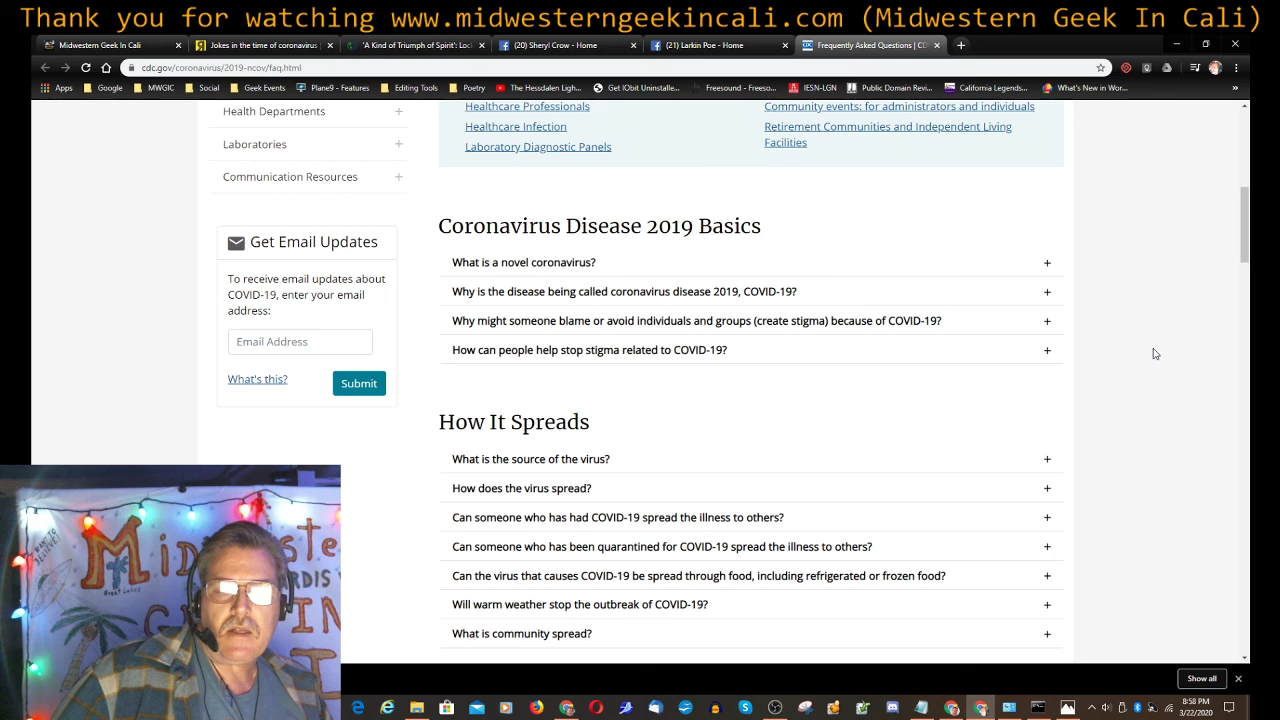 Thank you for watching www.midwesterngeekincali.com (Midwestern Geek In Cali)
Midwestern Geek In Cali
Jokes in the time of coronavirus
'A Kind of Triumph of Spirit': Loc
(20) Sheryl Crow - Home
(21) Larkin Poe - Home
Frequently Asked Questions | CD
cdc.gov/coronavirus/2019-ncov/faq.html
Apps
Google
MWGIC
Social
Geek Events
Plane9 - Features
Editing Tools
Poetry
The Hessdalen Ligh...
Get IObit Uninstalle...
Freesound - Freeso...
IESN-LGN
Public Domain Revi...
California Legends...
What's New in Wor...
Health Departments
Laboratories
Communication Resources
Get Email Updates
To receive email updates about
COVID-19, enter your email
address:
Email Address
What's this?
Submit
Healthcare Professionals
Healthcare Infection
Laboratory Diagnostic Panels
Community events: for administrators and individuals
Retirement Communities and Independent Living
Facilities
Coronavirus Disease 2019 Basics
What is a novel coronavirus?
Why is the disease being called coronavirus disease 2019, COVID-19?
Why might someone blame or avoid individuals and groups (create stigma) because of COVID-19?
How can people help stop stigma related to COVID-19?
How It Spreads
What is the source of the virus?
How does the virus spread?
Can someone who has had COVID-19 spread the illness to others?
Can someone who has been quarantined for COVID-19 spread the illness to others?
Can the virus that causes COVID-19 be spread through food, including refrigerated or frozen food?
Will warm weather stop the outbreak of COVID-19?
What is community spread?
Great Lakes
Show all
8:58 PM
3/22/2020